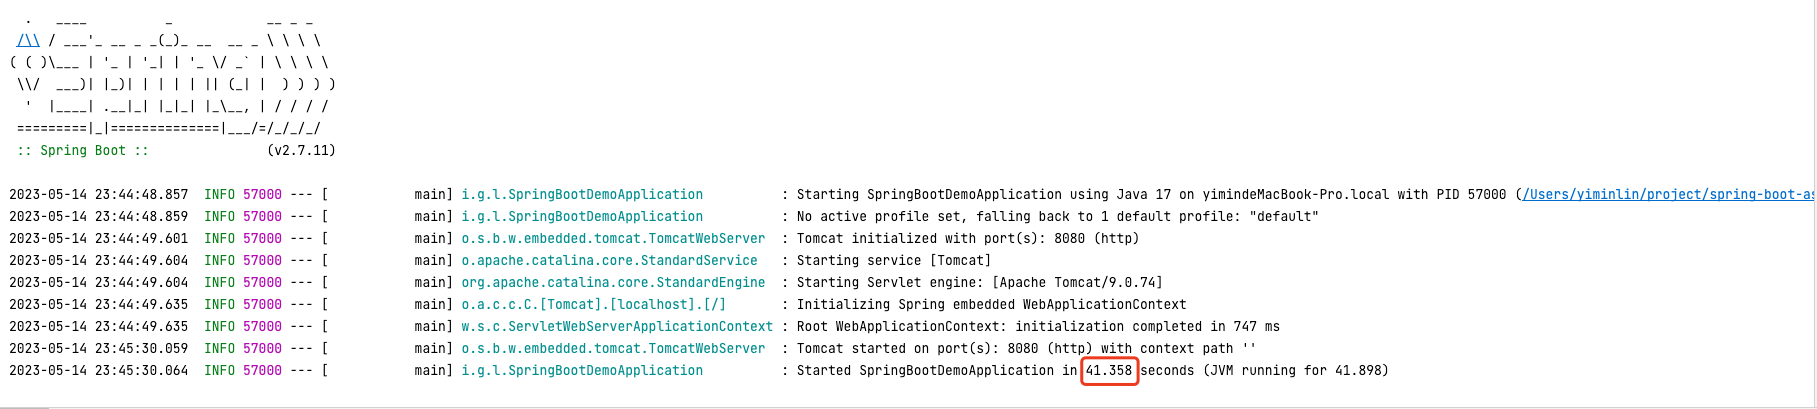 .   ____          _            __ _ _
 /\\ / ___'_ __ _ _(_)_ __  __ _ \ \ \ \
( ( )\___ | '_ | '_| | '_ \/ _` | \ \ \ \
 \\/  ___)| |_)| | | | | || (_| |  ) ) ) )
  '  |____| .__|_| |_|_| |_\__, | / / / /
 =========|_|==============|___/=/_/_/_/
 :: Spring Boot ::               (v2.7.11)
2023-05-14 23:44:48.857  INFO 57000 --- [           main] i.g.l.SpringBootDemoApplication          : Starting SpringBootDemoApplication using Java 17 on yimindeMacBook-Pro.local with PID 57000 (/Users/yiminlin/project/spring-boot-as
2023-05-14 23:44:48.859  INFO 57000 --- [           main] i.g.l.SpringBootDemoApplication          : No active profile set, falling back to 1 default profile: "default"
2023-05-14 23:44:49.601  INFO 57000 --- [           main] o.s.b.w.embedded.tomcat.TomcatWebServer  : Tomcat initialized with port(s): 8080 (http)
2023-05-14 23:44:49.604  INFO 57000 --- [           main] o.apache.catalina.core.StandardService   : Starting service [Tomcat]
2023-05-14 23:44:49.604  INFO 57000 --- [           main] org.apache.catalina.core.StandardEngine  : Starting Servlet engine: [Apache Tomcat/9.0.74]
2023-05-14 23:44:49.635  INFO 57000 --- [           main] o.a.c.c.C.[Tomcat].[localhost].[/]       : Initializing Spring embedded WebApplicationContext
2023-05-14 23:44:49.635  INFO 57000 --- [           main] w.s.c.ServletWebServerApplicationContext : Root WebApplicationContext: initialization completed in 747 ms
2023-05-14 23:45:30.059  INFO 57000 --- [           main] o.s.b.w.embedded.tomcat.TomcatWebServer  : Tomcat started on port(s): 8080 (http) with context path ''
2023-05-14 23:45:30.064  INFO 57000 --- [           main] i.g.l.SpringBootDemoApplication          : Started SpringBootDemoApplication in 41.358 seconds (JVM running for 41.898)